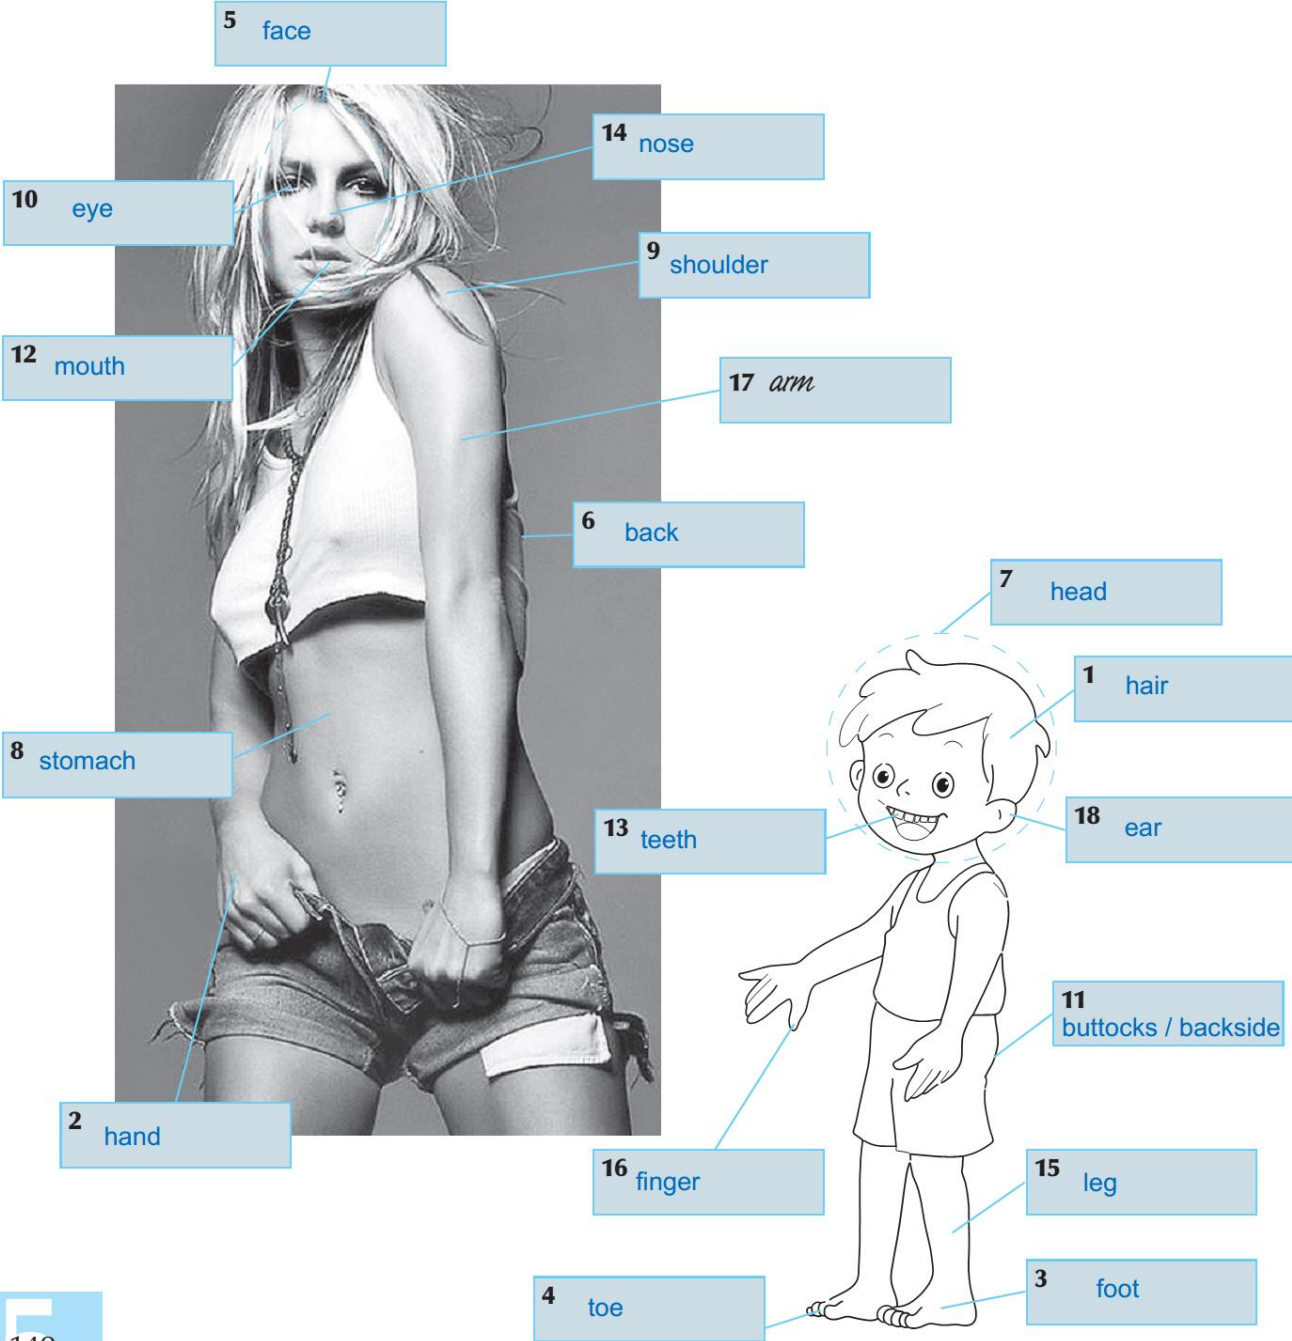 5 face
14 nose
10 eye
9 shoulder
12 mouth
17 arm
6 back
7 head
1 hair
8 stomach
13 teeth
18 ear
11
buttocks / backside
2 hand
16 finger
15 leg
3 foot
4 toe